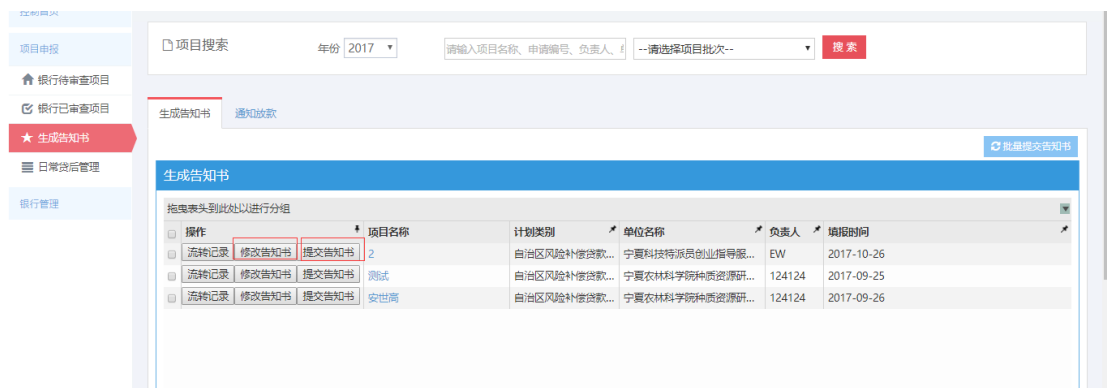 控制首页
项目申报
银行待审查项目
银行已审查项目
生成告知书
日常贷后管理
银行管理
项目搜索 年份 2017 请输入项目名称、申请编号、负责人、 --请选择项目批次-- 搜索
生成告知书 通知放款
批量提交告知书
生成告知书
拖曳表头到此处以进行分组
操作 项目名称 计划类别 单位名称 负责人 填报时间
流转记录 修改告知书 提交告知书 2 自治区风险补偿贷款... 宁夏科技特派员创业指导服... EW 2017-10-26
流转记录 修改告知书 提交告知书 测试 自治区风险补偿贷款... 宁夏农林科学院种质资源研... 124124 2017-09-25
流转记录 修改告知书 提交告知书 安世高 自治区风险补偿贷款... 宁夏农林科学院种质资源研... 124124 2017-09-26